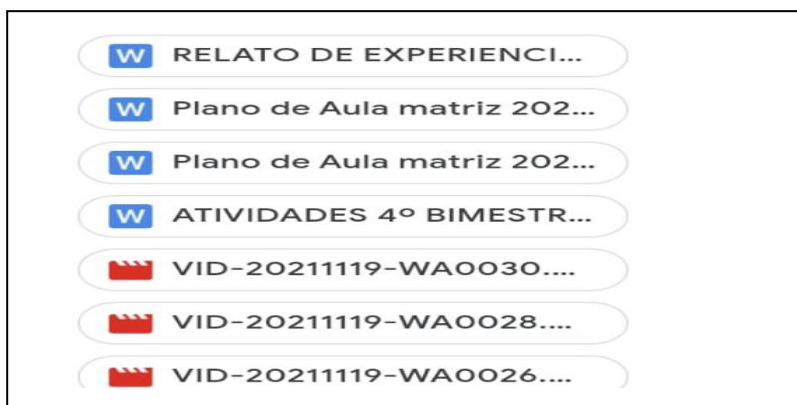 W RELATO DE EXPERIENCI...
W Plano de Aula matriz 202...
W Plano de Aula matriz 202...
W ATIVIDADES 4º BIMESTR...
VID-20211119-WA0030....
VID-20211119-WA0028....
VID-20211119-WA0026....